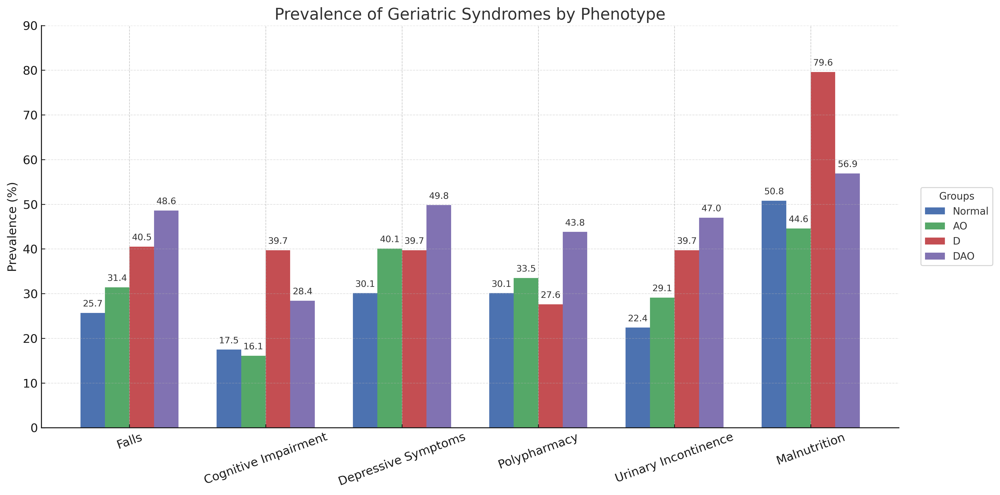 Prevalence of Geriatric Syndromes by Phenotype
Prevalence (%)
90
80
70
60
50
40
30
20
10
0
25.7
31.4
40.5
48.6
17.5
16.1
39.7
28.4
30.1
40.1
39.7
49.8
30.1
33.5
27.6
43.8
22.4
29.1
39.7
47.0
50.8
44.6
79.6
56.9
Falls
Cognitive Impairment
Depressive Symptoms
Polypharmacy
Urinary Incontinence
Malnutrition
Groups
Normal
AO
D
DAO